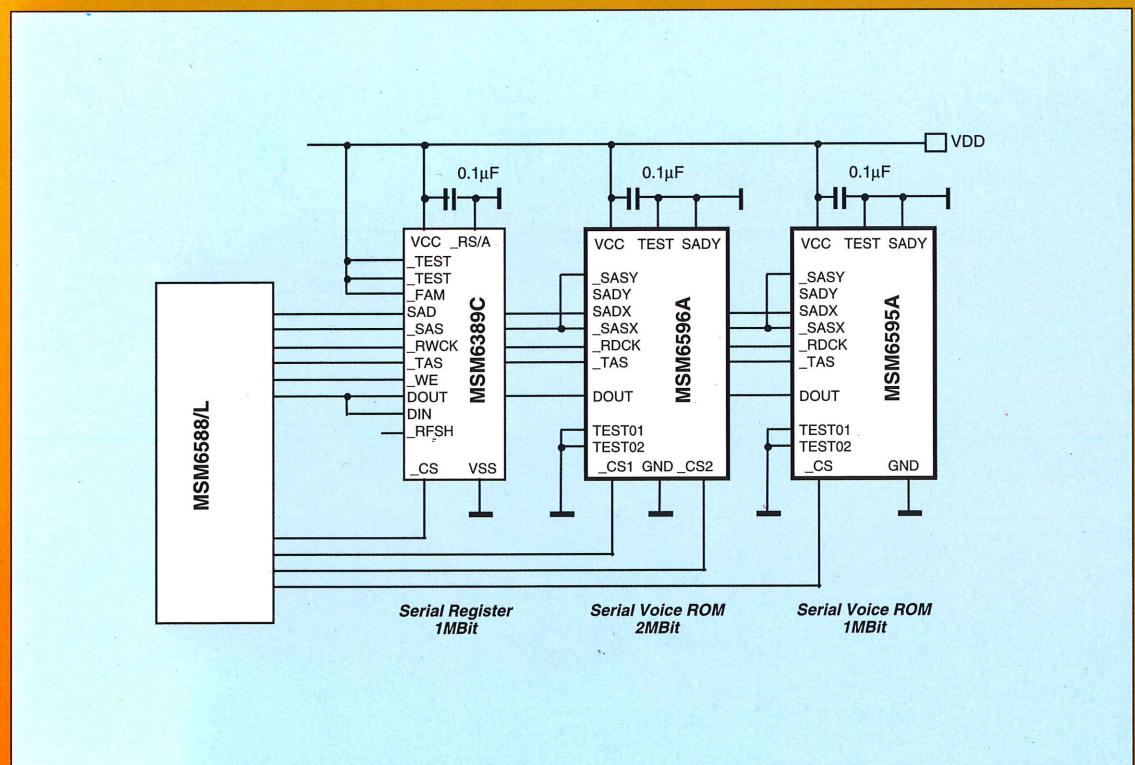 VDD
0.1µF
0.1µF
0.1µF
VCC _RS/A
_TEST
_TEST
_FAM
SAD
_SAS
_RWCK
_TAS
_WE
DOUT
DIN
_RFSH
_CS VSS
MSM6389C
VCC TEST SADY
_SASY
SADY
SADX
_SASX
_RDCK
_TAS
DOUT
TEST01
TEST02
_CS1 GND _CS2
MSM6596A
VCC TEST SADY
_SASY
SADY
SADX
_SASX
_RDCK
_TAS
DOUT
TEST01
TEST02
_CS GND
MSM6595A
MSM6588/L
Serial Register
1MBit
Serial Voice ROM
2MBit
Serial Voice ROM
1MBit